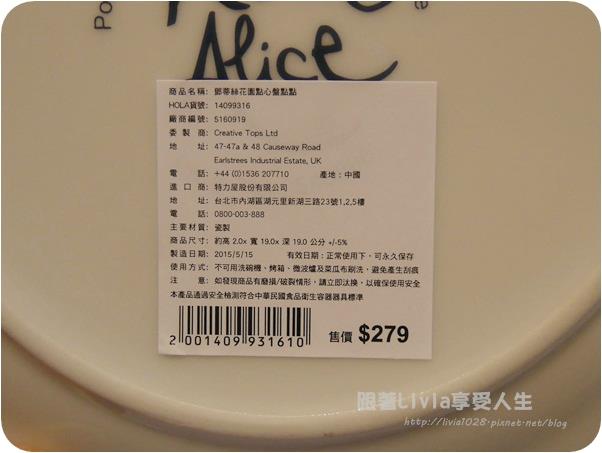 Po
Alice
商品名稱: 鄧蒂絲花園點心盤點點
HOLA貨號: 14099316
廠商編號: 5160919
委製商: Creative Tops Ltd
地址: 47-47a & 48 Causeway Road
Earlstrees Industrial Estate, UK
電話: +44 (0)1536 207710 產地:中國
進口商: 特力屋股份有限公司
地址: 台北市內湖區湖元里新湖三路23號1,2,5樓
電話: 0800-003-888
主要材質: 瓷製
商品尺寸: 約高 2.0x 寬 19.0x 深 19.0 公分 +/-5%
製造日期: 2015/5/15 有效日期:正常使用下,可永久保存
使用方式: 不可用洗碗機、烤箱、微波爐及菜瓜布刷洗,避免產生刮痕
注意: 如發現商品有磨損/破裂情形,請立即汰換,以確保使用安全
本產品通過安全檢測符合中華民國食品衛生容器器具標準
2 001409 931610
售價 $279
跟著Livia享受人生
http://livia1028.pixnet.net/blog